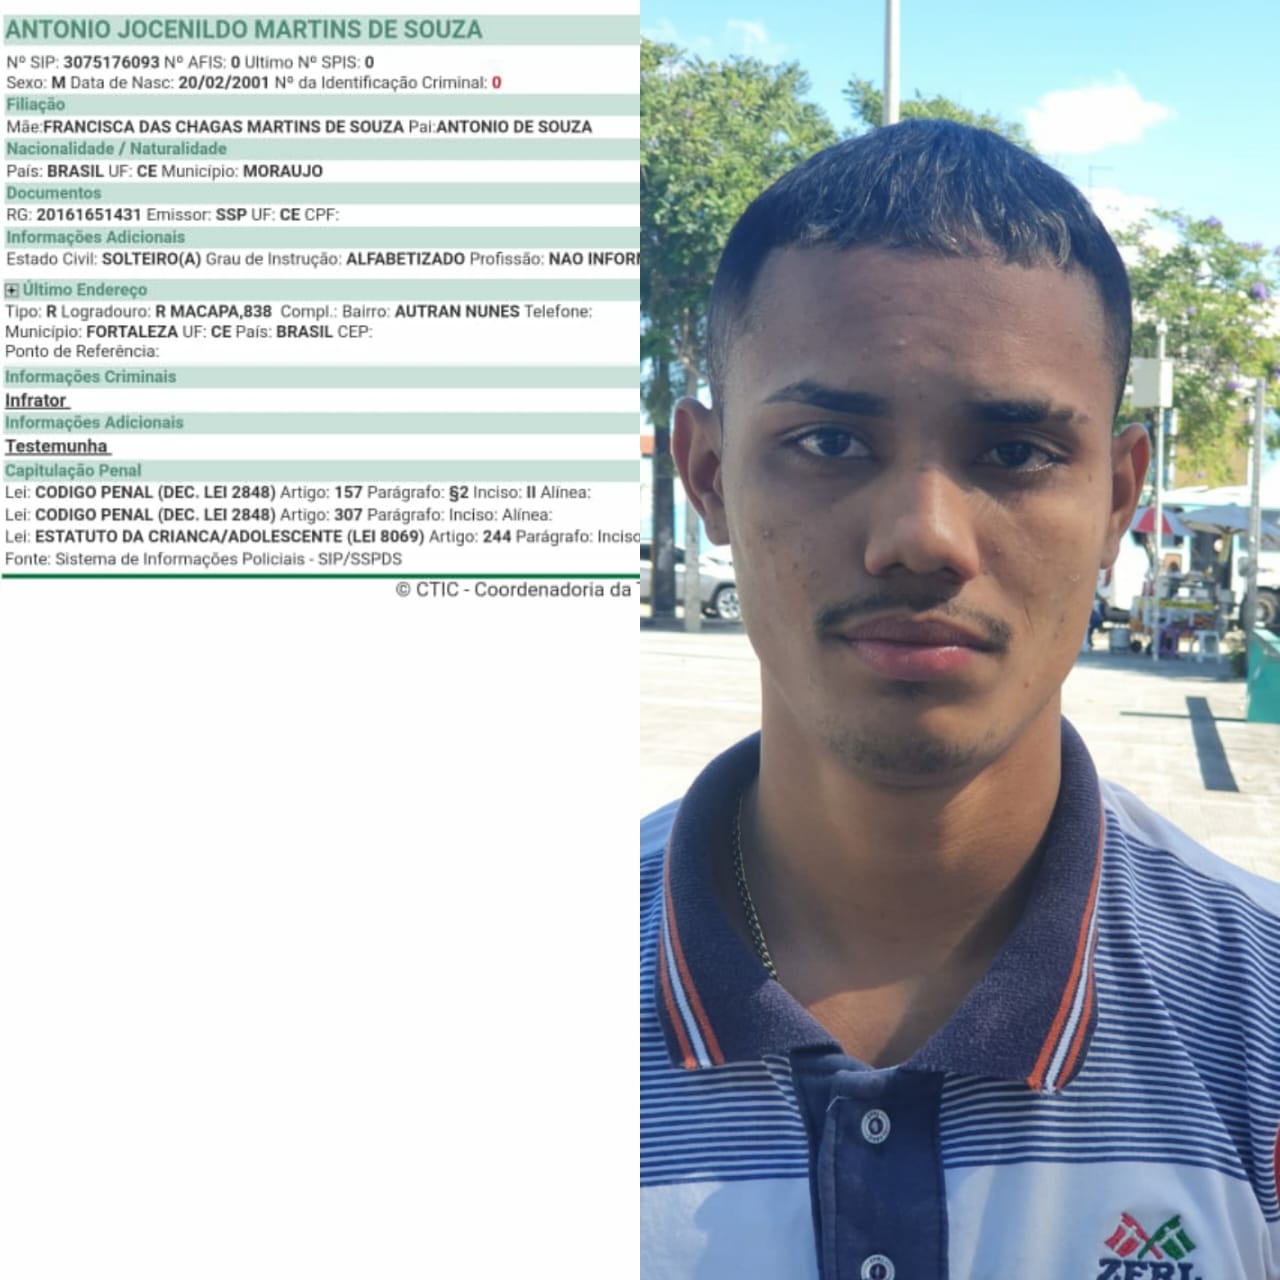 ANTONIO JOCENILDO MARTINS DE SOUZA
Nº SIP: 3075176093 Nº AFIS: 0 Ultimo Nº SPIS: 0
Sexo: M Data de Nasc: 20/02/2001 Nº da Identificação Criminal: 0
Filiação
Mãe:FRANCISCA DAS CHAGAS MARTINS DE SOUZA Pai:ANTONIO DE SOUZA
Nacionalidade / Naturalidade
País: BRASIL UF: CE Município: MORAUJO
Documentos
RG: 20161651431 Emissor: SSP UF: CE CPF:
Informações Adicionais
Estado Civil: SOLTEIRO(A) Grau de Instrução: ALFABETIZADO Profissão: NAO INFOR
Último Endereço
Tipo: R Logradouro: R MACAPA,838 Compl.: Bairro: AUTRAN NUNES Telefone:
Município: FORTALEZA UF: CE País: BRASIL CEP:
Ponto de Referência:
Informações Criminais
Infrator
Informações Adicionais
Testemunha
Capitulação Penal
Lei: CODIGO PENAL (DEC. LEI 2848) Artigo: 157 Parágrafo: §2 Inciso: II Alínea:
Lei: CODIGO PENAL (DEC. LEI 2848) Artigo: 307 Parágrafo: Inciso: Alínea:
Lei: ESTATUTO DA CRIANCA/ADOLESCENTE (LEI 8069) Artigo: 244 Parágrafo: Inciso
Fonte: Sistema de Informações Policiais - SIP/SSPDS
© CTIC - Coordenadoria da